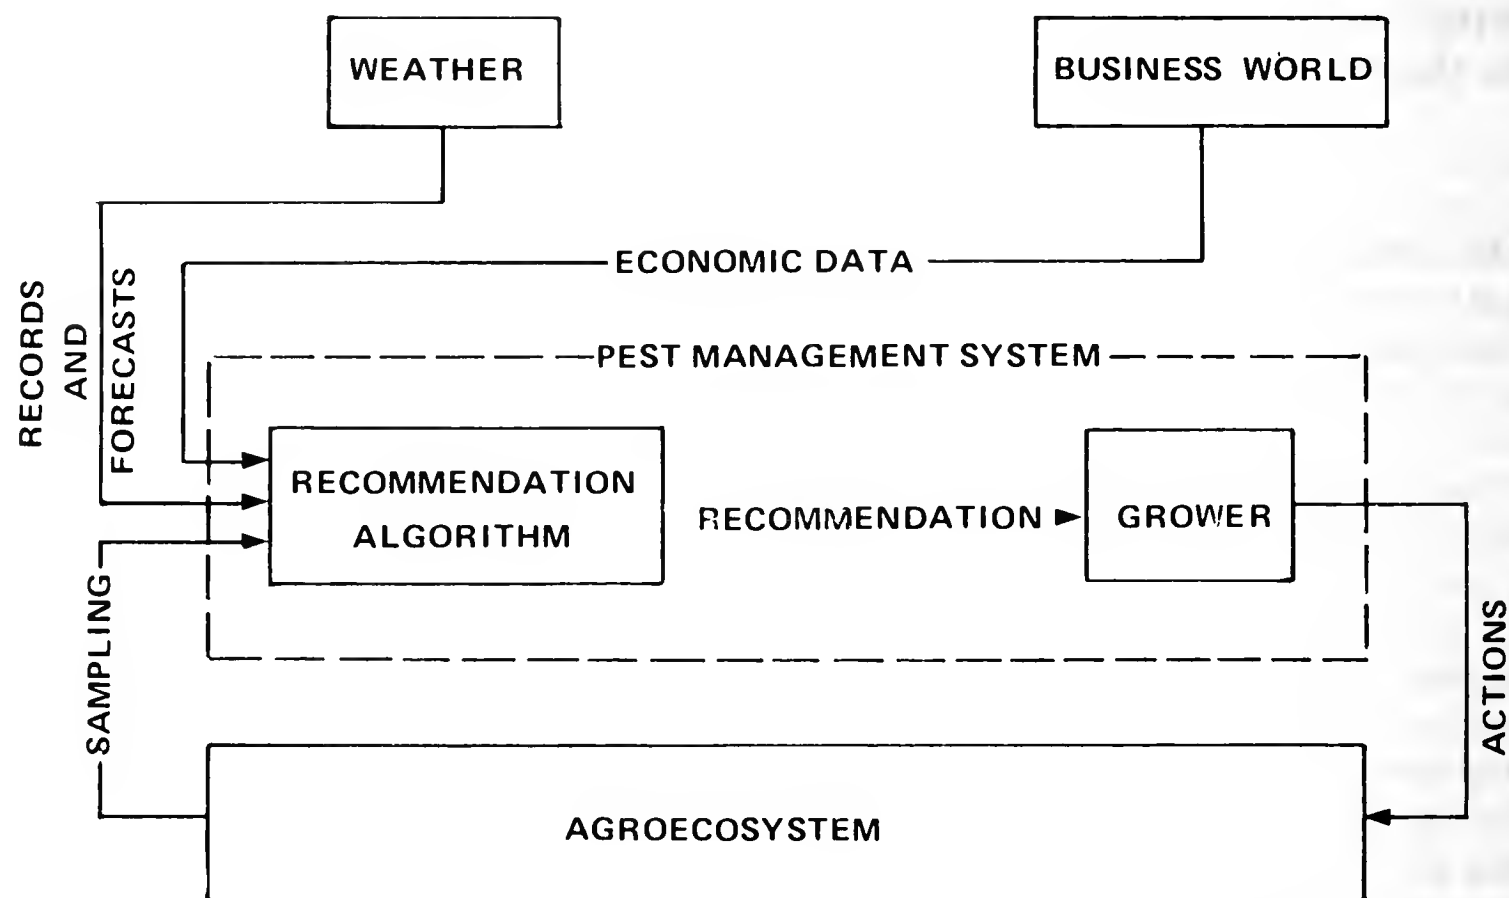 WEATHER
BUSINESS WORLD
ECONOMIC DATA
RECORDS
AND
FORECASTS
PEST MANAGEMENT SYSTEM
RECOMMENDATION
ALGORITHM
RECOMMENDATION
GROWER
SAMPLING
ACTIONS
AGROECOSYSTEM